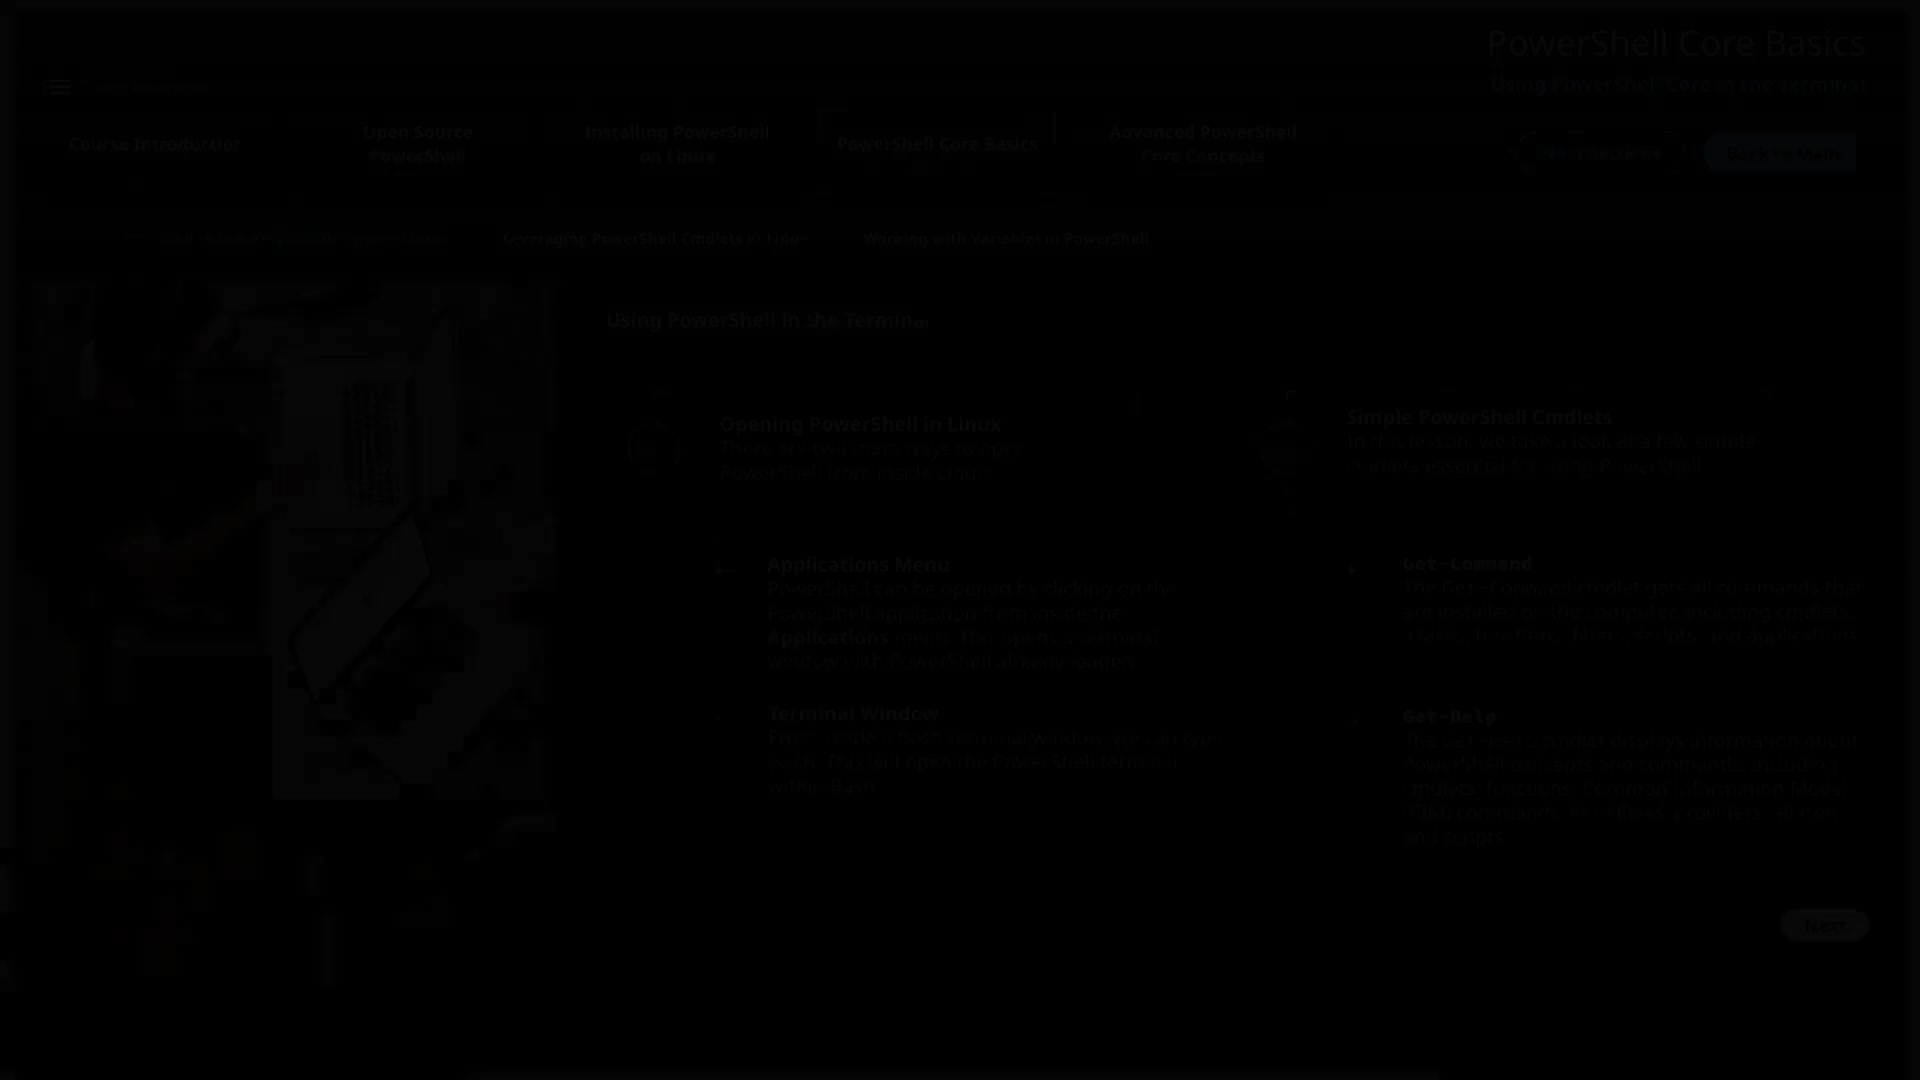 PowerShell Core Basics
Using PowerShell Core in the Terminal
Course Introduction
Open Source
PowerShell
Installing PowerShell
on Linux
PowerShell Core Basics
Advanced PowerShell
Core Concepts
Back to Main
Leveraging PowerShell Cmdlets in Linux
Working with Variables in PowerShell
Using PowerShell in the Terminal
Opening PowerShell in Linux
There are two main ways to open
PowerShell from inside Linux.
Applications Menu
PowerShell can be opened by clicking on the
PowerShell application from inside the
Applications menu. This opens a terminal
window with PowerShell already loaded.
Terminal Window
From inside a Bash terminal window, we can type
pwsh. This will open the PowerShell terminal
within Bash.
Simple PowerShell Cmdlets
In this lesson, we take a look at a few simple
cmdlets essential for using PowerShell.
Get-Command
The Get-Command cmdlet gets all commands that
are installed on the computer, including cmdlets,
aliases, functions, filters, scripts, and applications.
Get-Help
The Get-Help cmdlet displays information about
PowerShell concepts and commands, including
cmdlets, functions, Common Information Model
(CIM) commands, workflows, providers, aliases,
and scripts.
Next